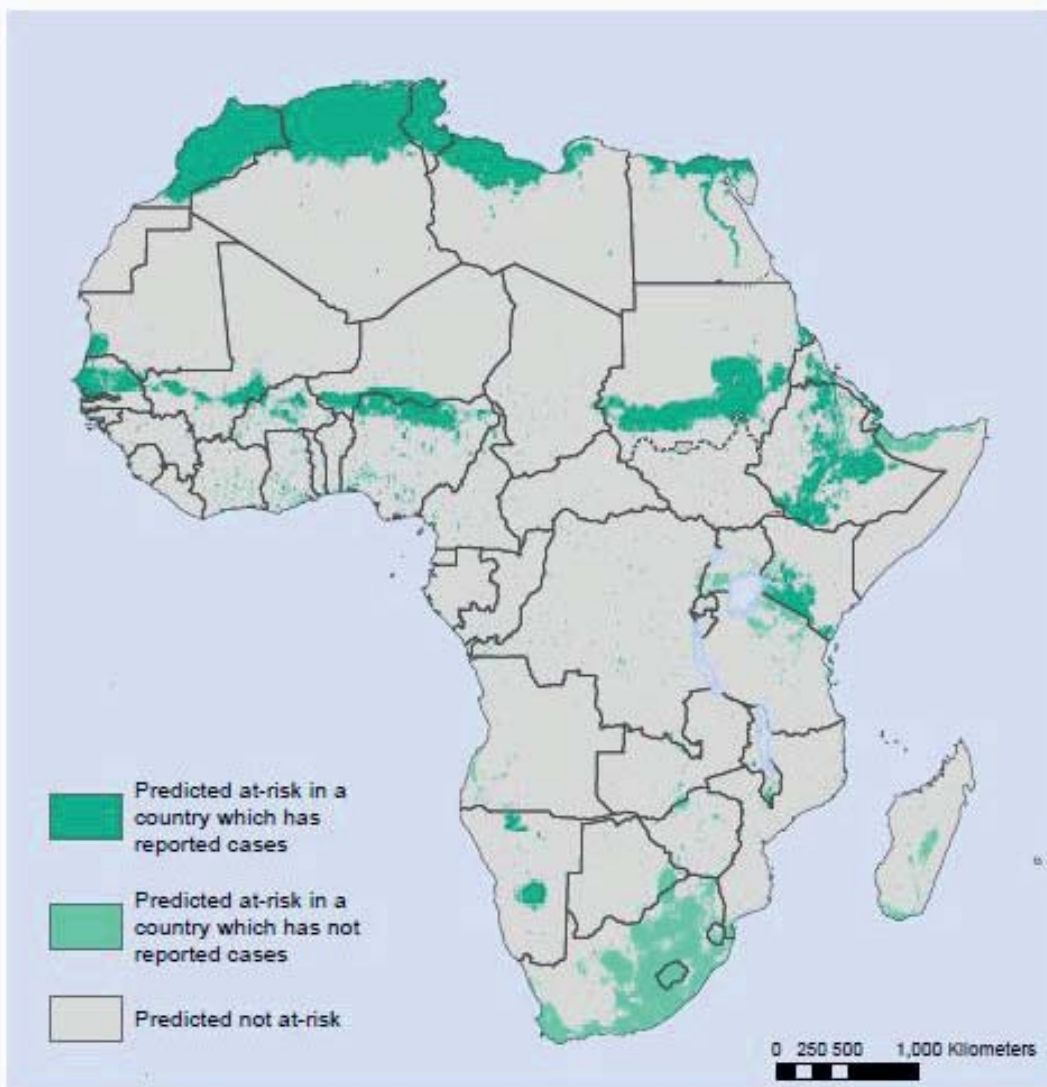 Predicted at-risk in a
country which has
reported cases
Predicted at-risk in a
country which has not
reported cases
Predicted not at-risk
0 250 500 1,000 Kilometers